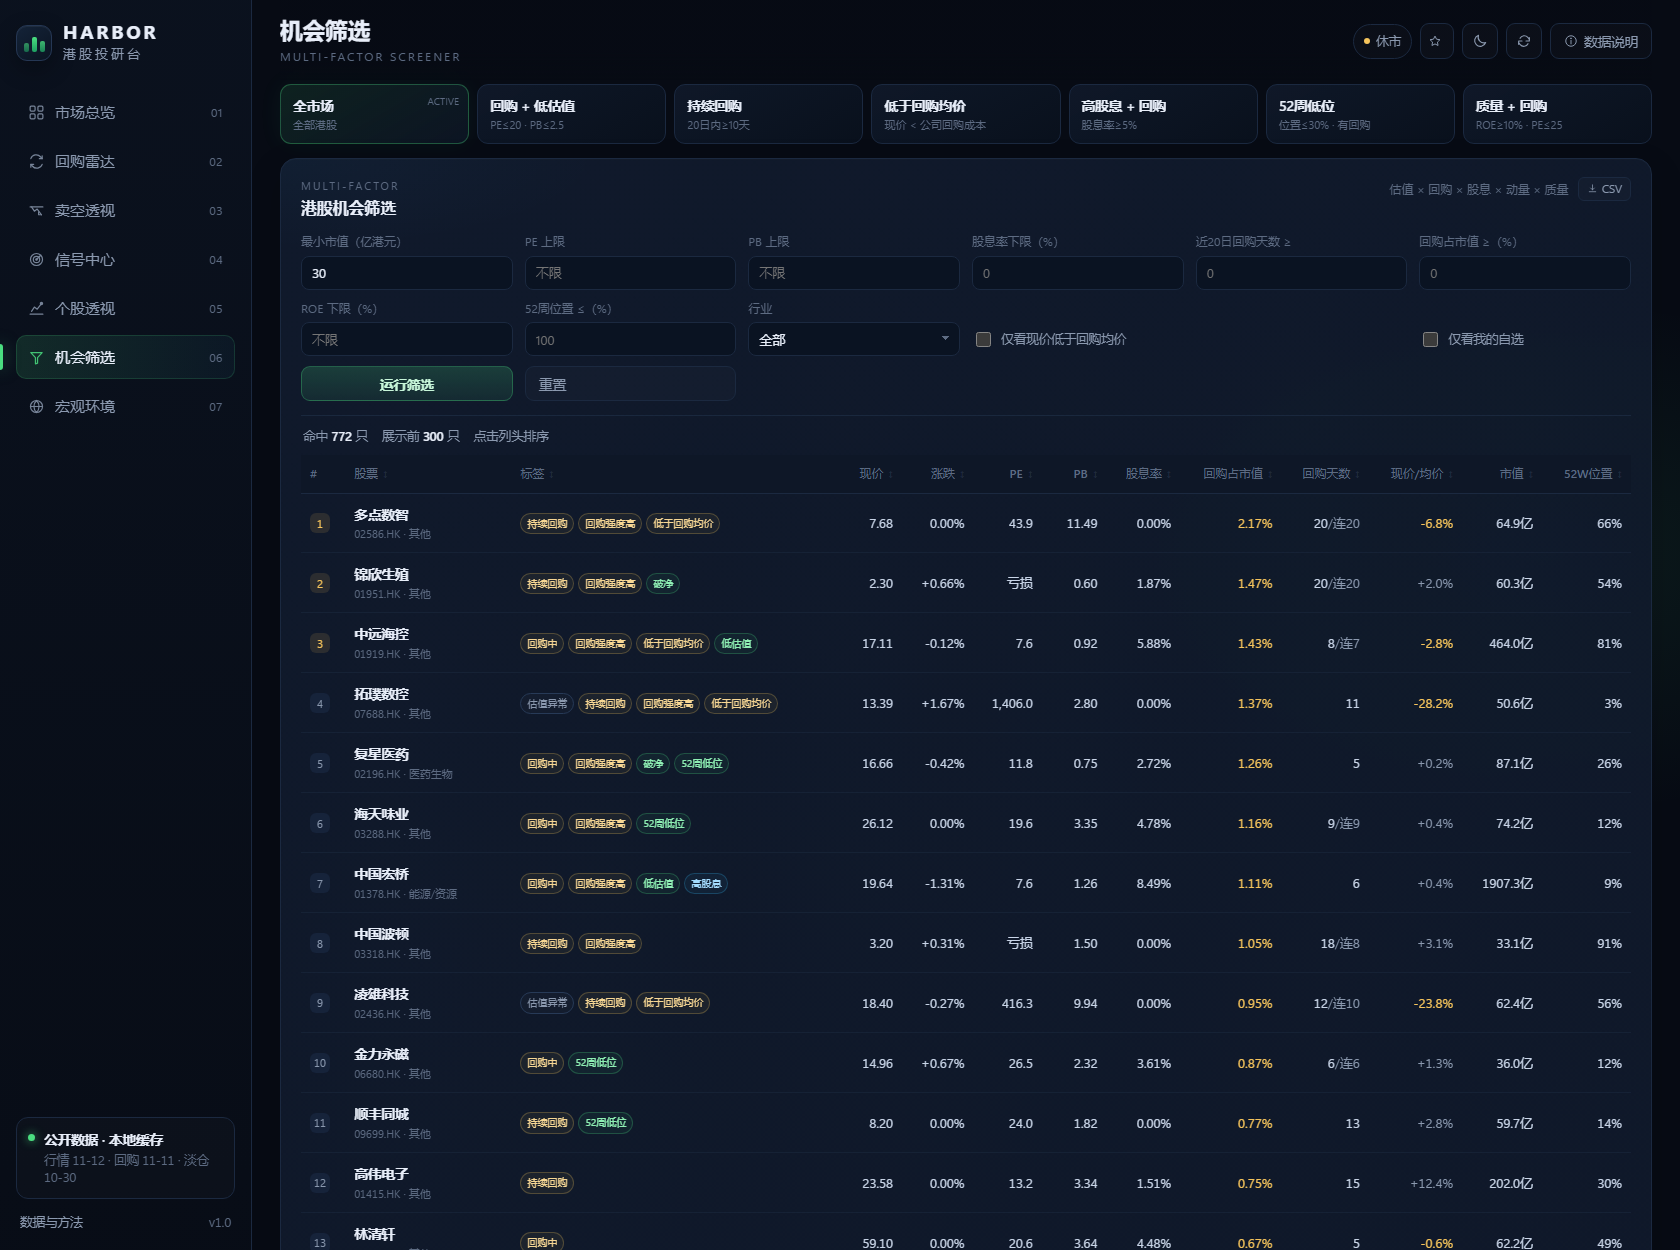 HARBOR
港股投研台
市场总览 01
回购雷达 02
卖空透视 03
信号中心 04
个股透视 05
机会筛选 06
宏观环境 07
公开数据 · 本地缓存
行情 11-12 · 回购 11-11 · 淡仓
10-30
数据与方法 v1.0
机会筛选
MULTI-FACTOR SCREENER
休市
数据说明
全市场 ACTIVE
全部港股
回购 + 低估值
PE≤20 · PB≤2.5
持续回购
20日内≥10天
低于回购均价
现价 < 公司回购成本
高股息 + 回购
股息率≥5%
52周低位
位置≤30% · 有回购
质量 + 回购
ROE≥10% · PE≤25
MULTI-FACTOR
港股机会筛选
估值 × 回购 × 股息 × 动量 × 质量 CSV
最小市值（亿港元） PE 上限 PB 上限 股息率下限（%） 近20日回购天数 ≥ 回购占市值 ≥（%）
30 不限 不限 0 0 0
ROE 下限（%） 52周位置 ≤（%） 行业
不限 100 全部 仅看现价低于回购均价 仅看我的自选
运行筛选 重置
命中 772 只 展示前 300 只 点击列头排序
# 股票 标签 现价 涨跌 PE PB 股息率 回购占市值 回购天数 现价/均价 市值 52W位置
1 多点数智 持续回购 回购强度高 低于回购均价 7.68 0.00% 43.9 11.49 0.00% 2.17% 20/连20 -6.8% 64.9亿 66%
02586.HK · 其他
2 锦欣生殖 持续回购 回购强度高 破净 2.30 +0.66% 亏损 0.60 1.87% 1.47% 20/连20 +2.0% 60.3亿 54%
01951.HK · 其他
3 中远海控 回购中 回购强度高 低于回购均价 低估值 17.11 -0.12% 7.6 0.92 5.88% 1.43% 8/连7 -2.8% 464.0亿 81%
01919.HK · 其他
4 拓璞数控 估值异常 持续回购 回购强度高 低于回购均价 13.39 +1.67% 1,406.0 2.80 0.00% 1.37% 11 -28.2% 50.6亿 3%
07688.HK · 其他
5 复星医药 回购中 回购强度高 破净 52周低位 16.66 -0.42% 11.8 0.75 2.72% 1.26% 5 +0.2% 87.1亿 26%
02196.HK · 医药生物
6 海天味业 回购中 回购强度高 52周低位 26.12 0.00% 19.6 3.35 4.78% 1.16% 9/连9 +0.4% 74.2亿 12%
03288.HK · 其他
7 中国宏桥 回购中 回购强度高 低估值 高股息 19.64 -1.31% 7.6 1.26 8.49% 1.11% 6 +0.4% 1907.3亿 9%
01378.HK · 能源/资源
8 中国波顿 持续回购 回购强度高 3.20 +0.31% 亏损 1.50 0.00% 1.05% 18/连8 +3.1% 33.1亿 91%
03318.HK · 其他
9 凌雄科技 估值异常 持续回购 低于回购均价 18.40 -0.27% 416.3 9.94 0.00% 0.95% 12/连10 -23.8% 62.4亿 56%
02436.HK · 其他
10 金力永磁 回购中 52周低位 14.96 +0.67% 26.5 2.32 3.61% 0.87% 6/连6 +1.3% 36.0亿 12%
06680.HK · 其他
11 顺丰同城 持续回购 52周低位 8.20 0.00% 24.0 1.82 0.00% 0.77% 13 +2.8% 59.7亿 14%
09699.HK · 其他
12 高伟电子 持续回购 23.58 0.00% 13.2 3.34 1.51% 0.75% 15 +12.4% 202.0亿 30%
01415.HK · 其他
13 林清轩 回购中 59.10 0.00% 20.6 3.64 4.48% 0.67% 5 -0.6% 62.2亿 49%